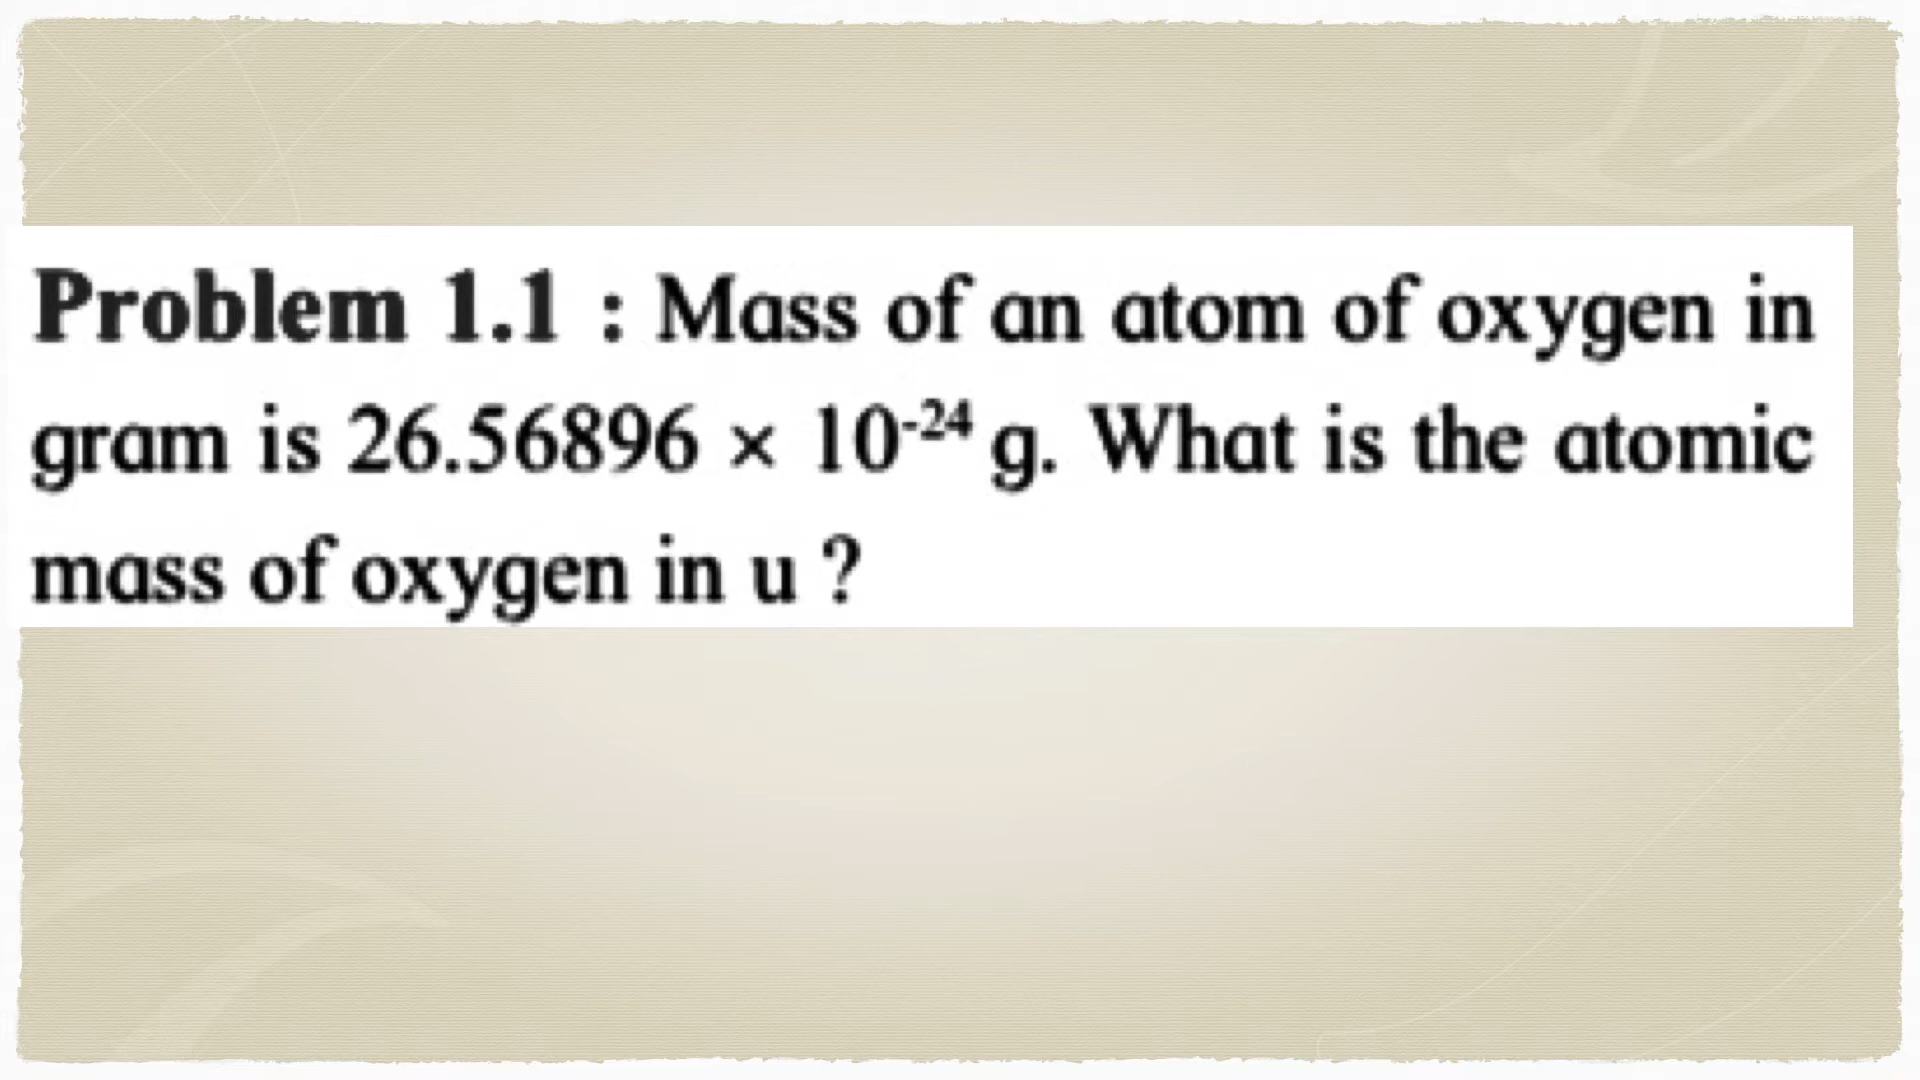 Problem 1.1 : Mass of an atom of oxygen in
gram is 26.56896 × 10⁻²⁴ g. What is the atomic
mass of oxygen in u ?